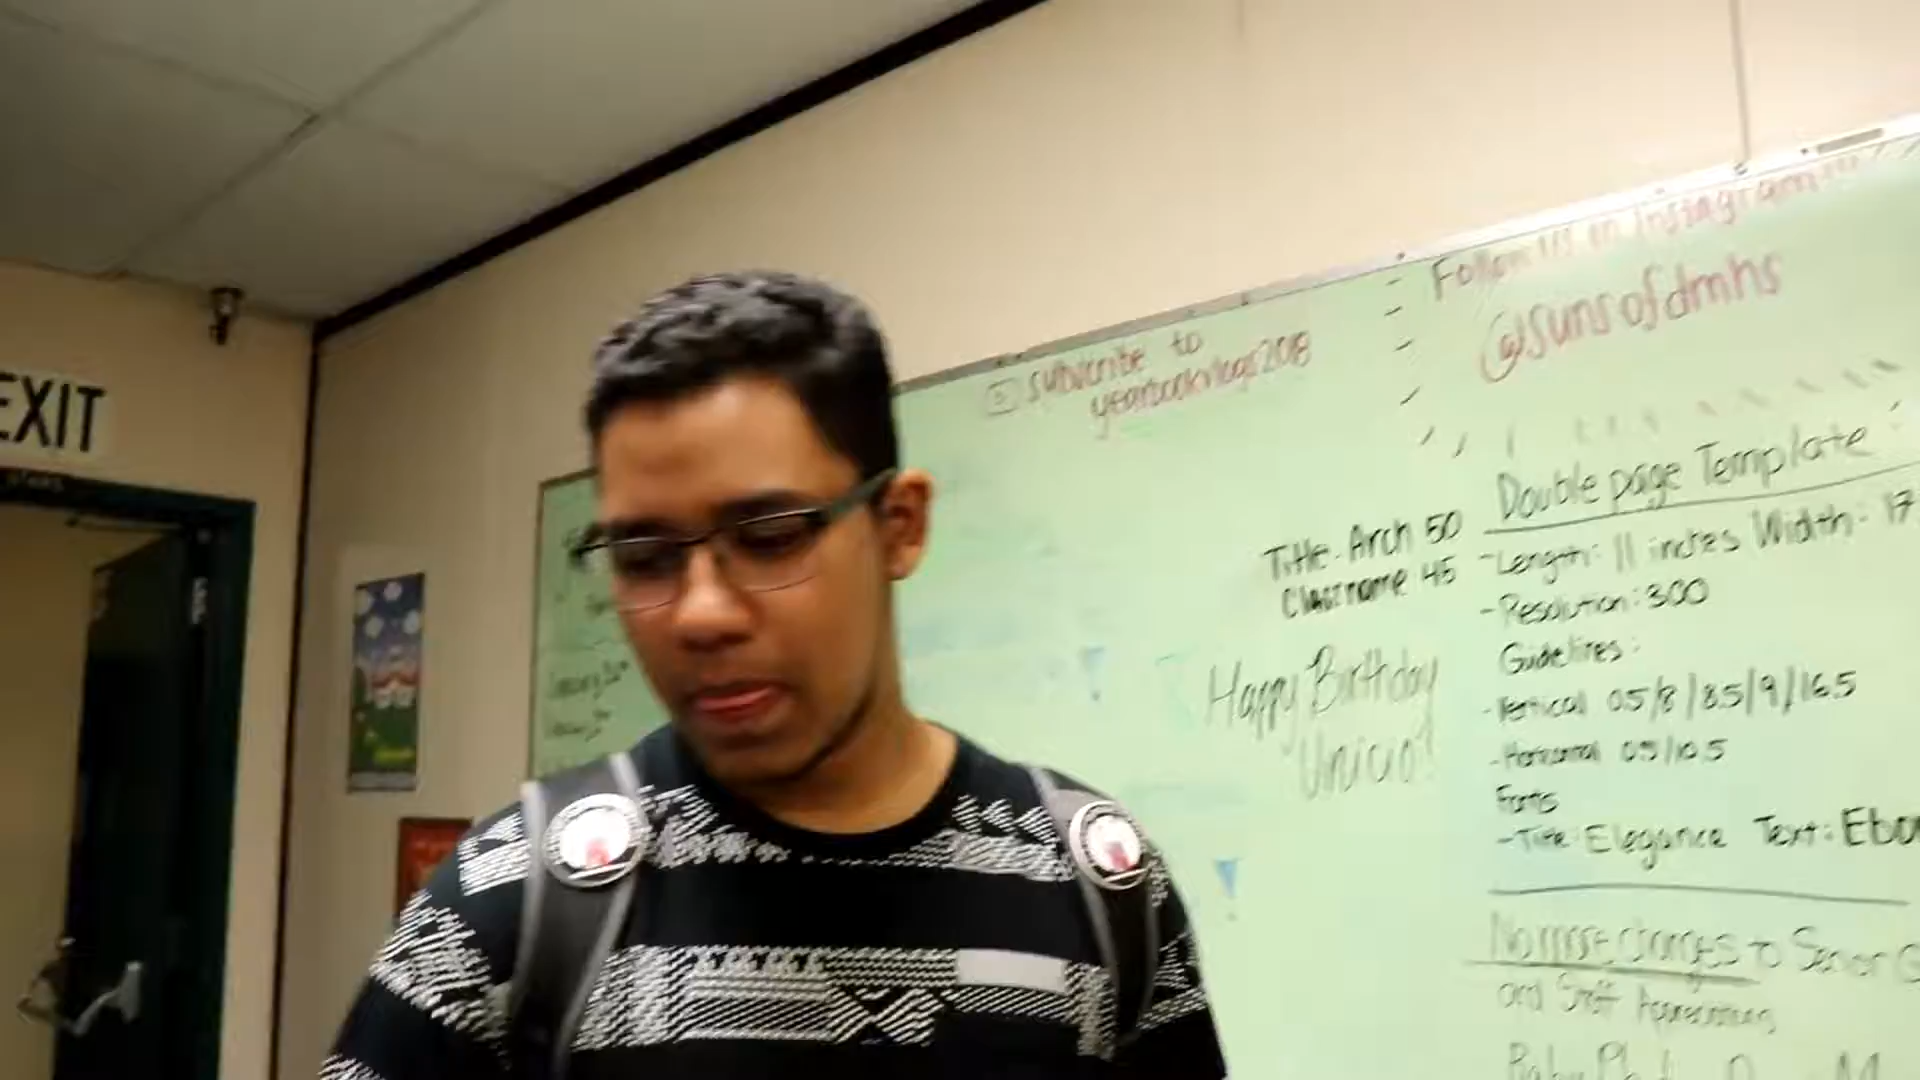 EXIT
subscribe to
yearbookvlogs2018
Follow us on Instagram!!!
@sunsofdmhs
Title: Arch 50
Classname 45
Happy Birthday
Unicio!
Double page Template:
-Length: 11 inches Width: 17
-Resolution: 300
Guidelines:
-Vertical 0.5/8/8.5/9/16.5
-Horizontal 0.5/10.5
Fonts
-Title: Elegance Text: Ebo
No more changes to Senior
and Staff Appreciations